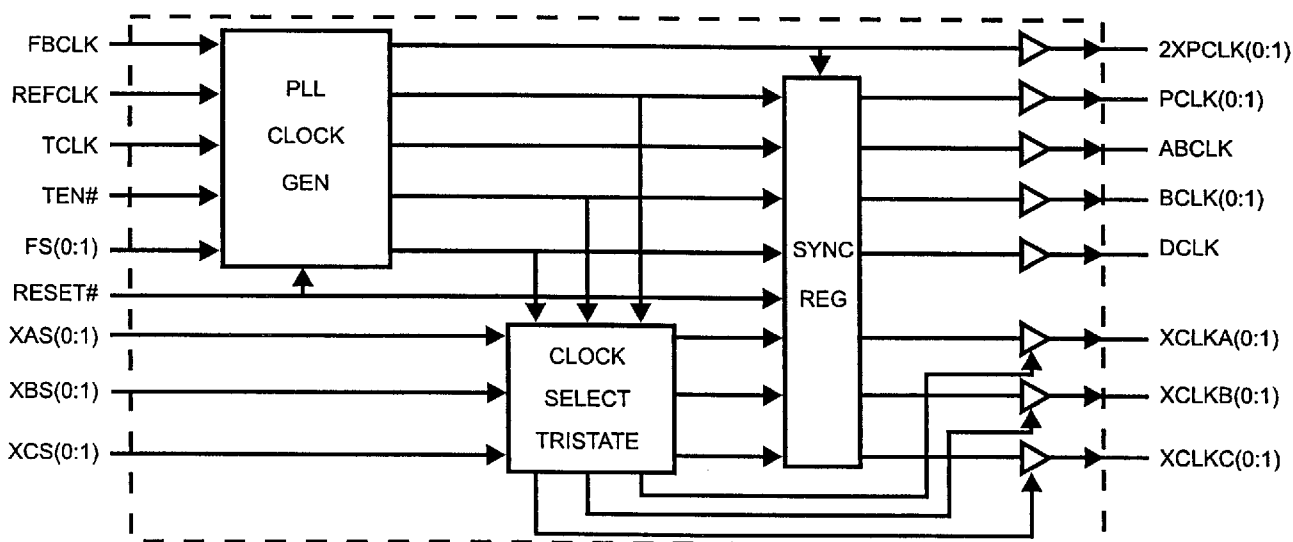 FBCLK
REFCLK
TCLK
TEN#
FS(0:1)
RESET#
XAS(0:1)
XBS(0:1)
XCS(0:1)
PLL
CLOCK
GEN
CLOCK
SELECT
TRISTATE
SYNC
REG
2XPCLK(0:1)
PCLK(0:1)
ABCLK
BCLK(0:1)
DCLK
XCLKA(0:1)
XCLKB(0:1)
XCLKC(0:1)